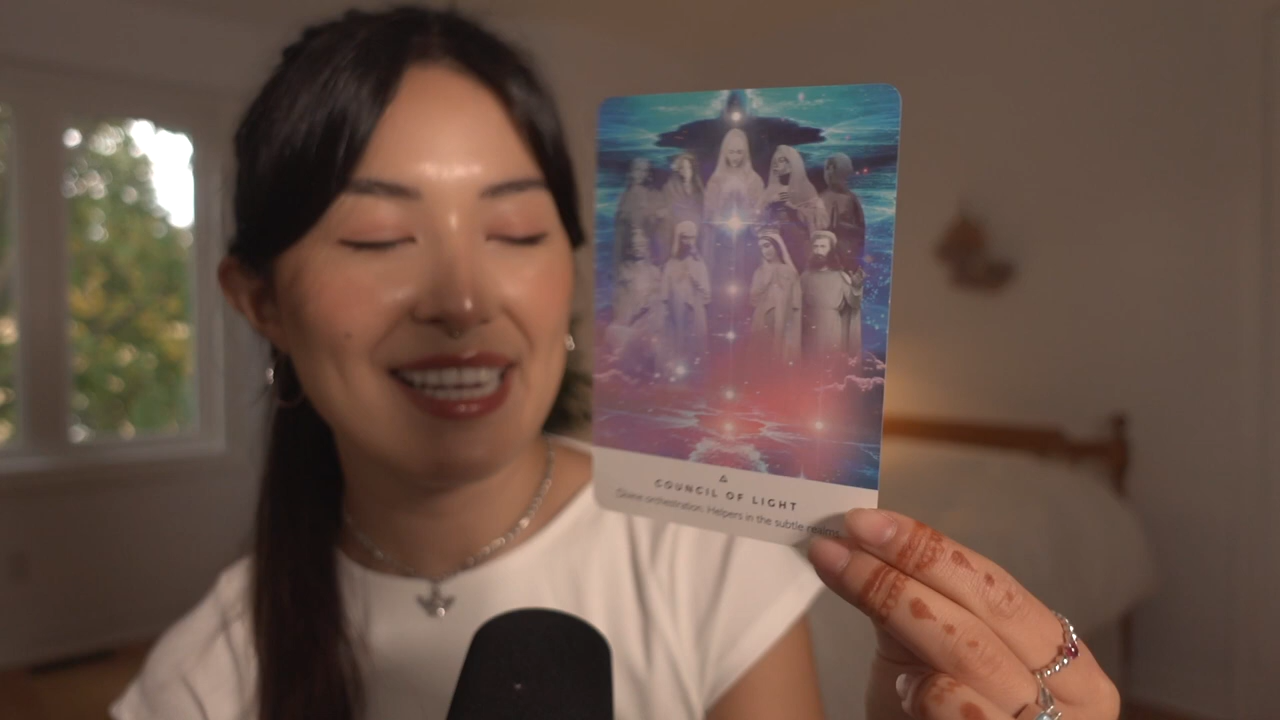 COUNCIL OF LIGHT
Divine orchestration. Helpers in the subtle realms.